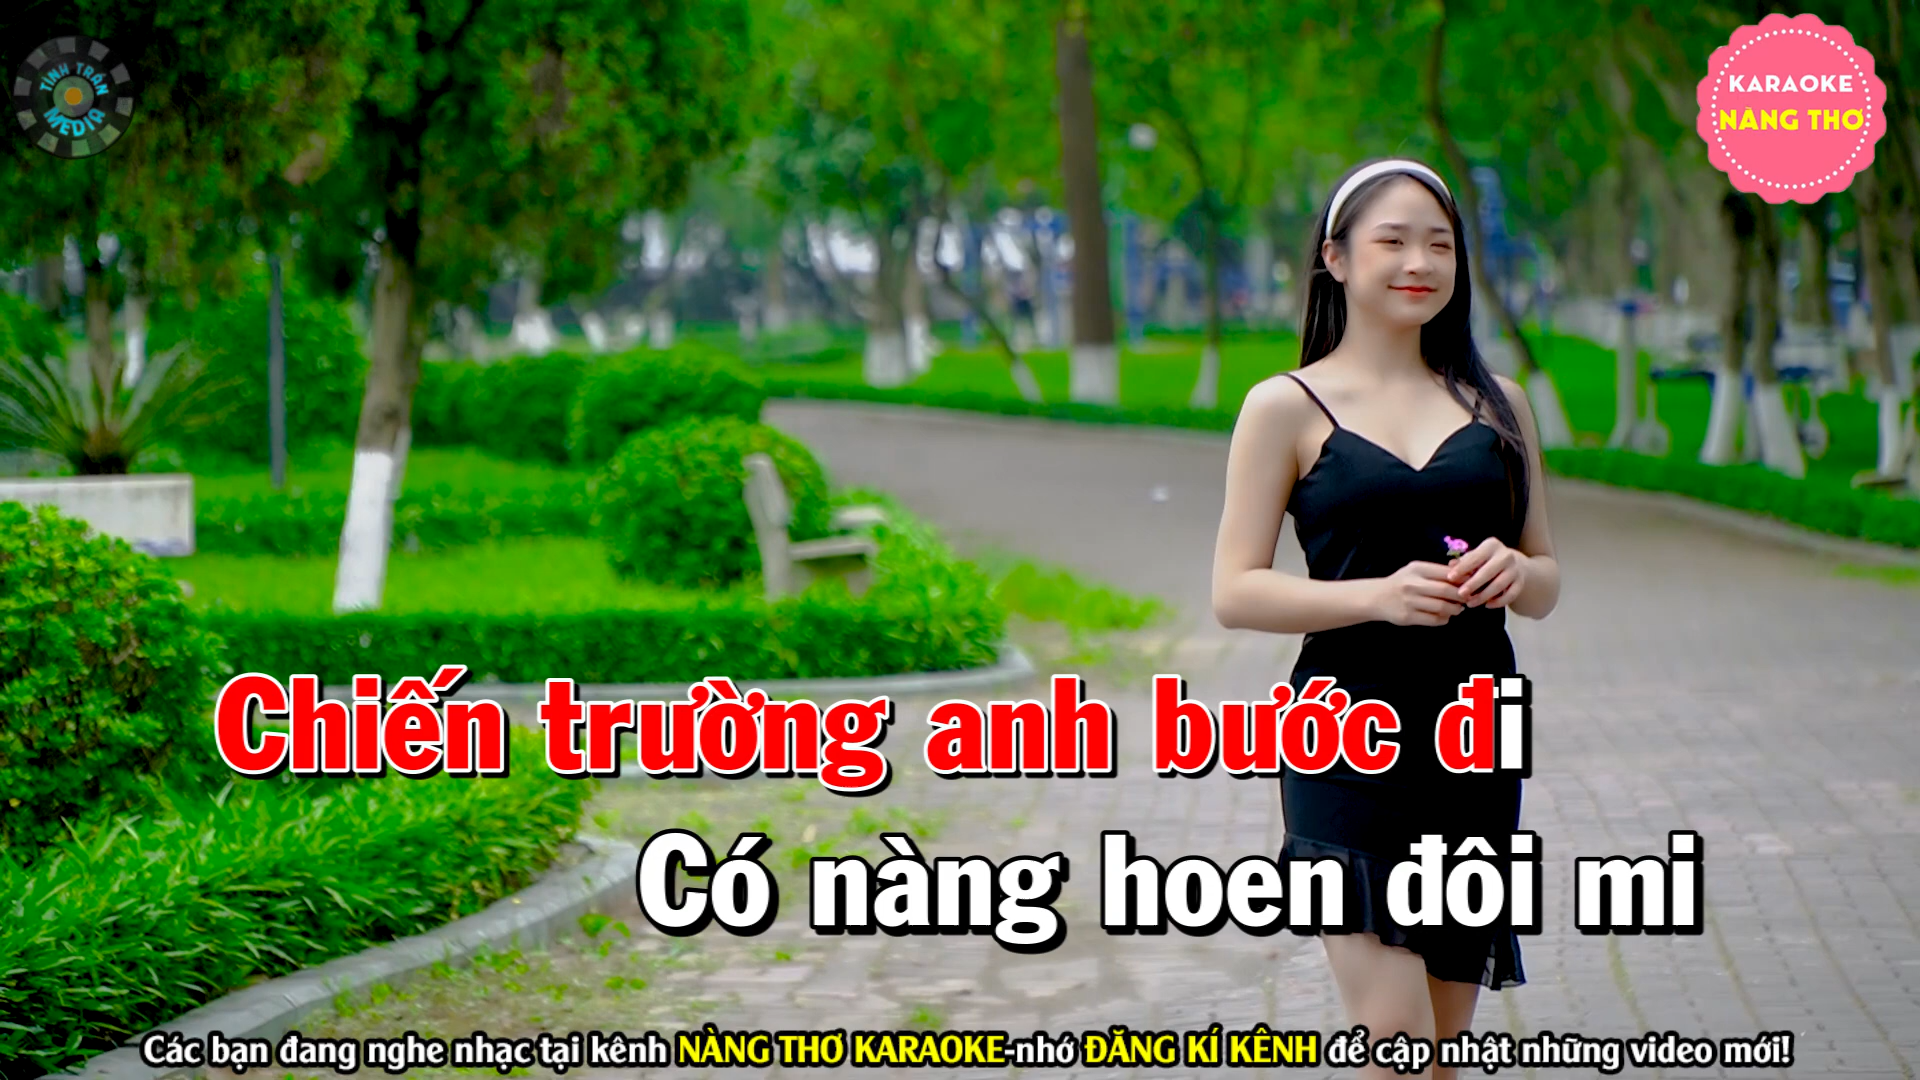 TÌNH TRẦN
MEDIA
KARAOKE
NÀNG THƠ
Chiến trường anh bước đi
Có nàng hoen đôi mi
Các bạn đang nghe nhạc tại kênh NÀNG THƠ KARAOKE-nhớ ĐĂNG KÍ KÊNH để cập nhật những video mới!